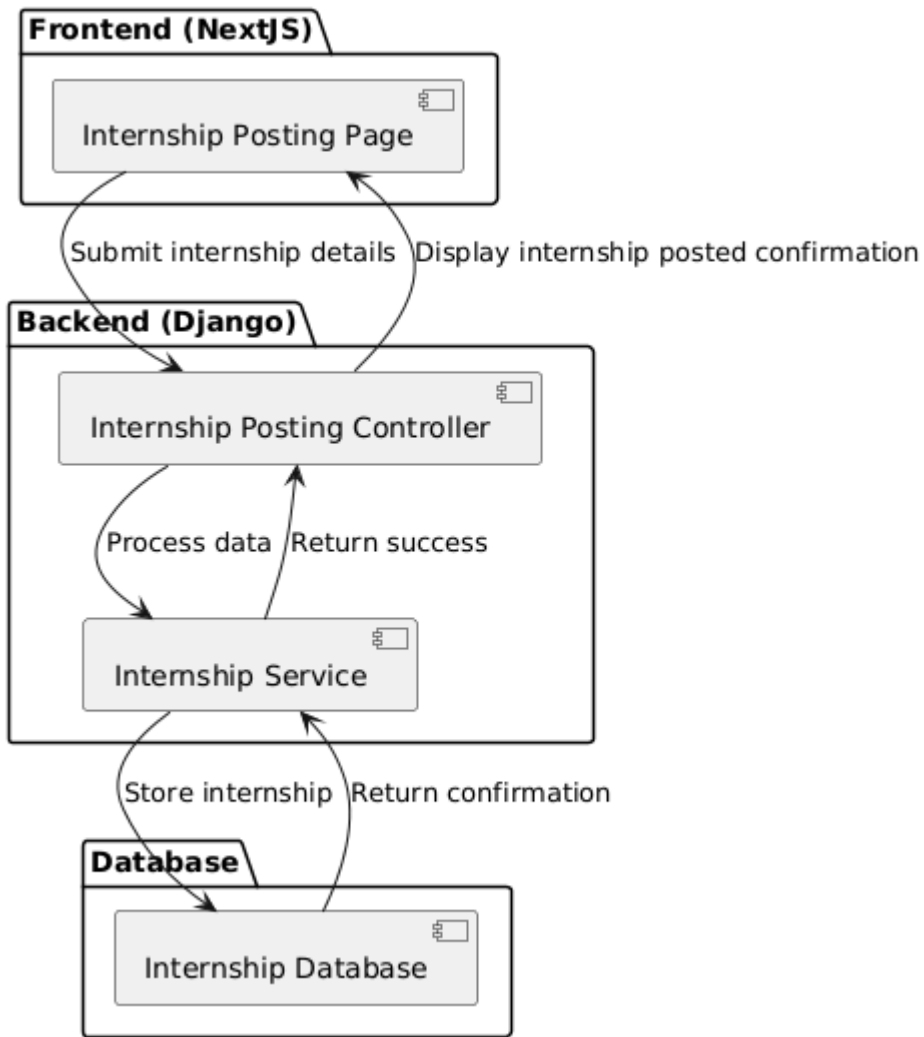 Frontend (NextJS)
Internship Posting Page
Submit internship details
Display internship posted confirmation
Backend (Django)
Internship Posting Controller
Process data
Return success
Internship Service
Store internship
Return confirmation
Database
Internship Database